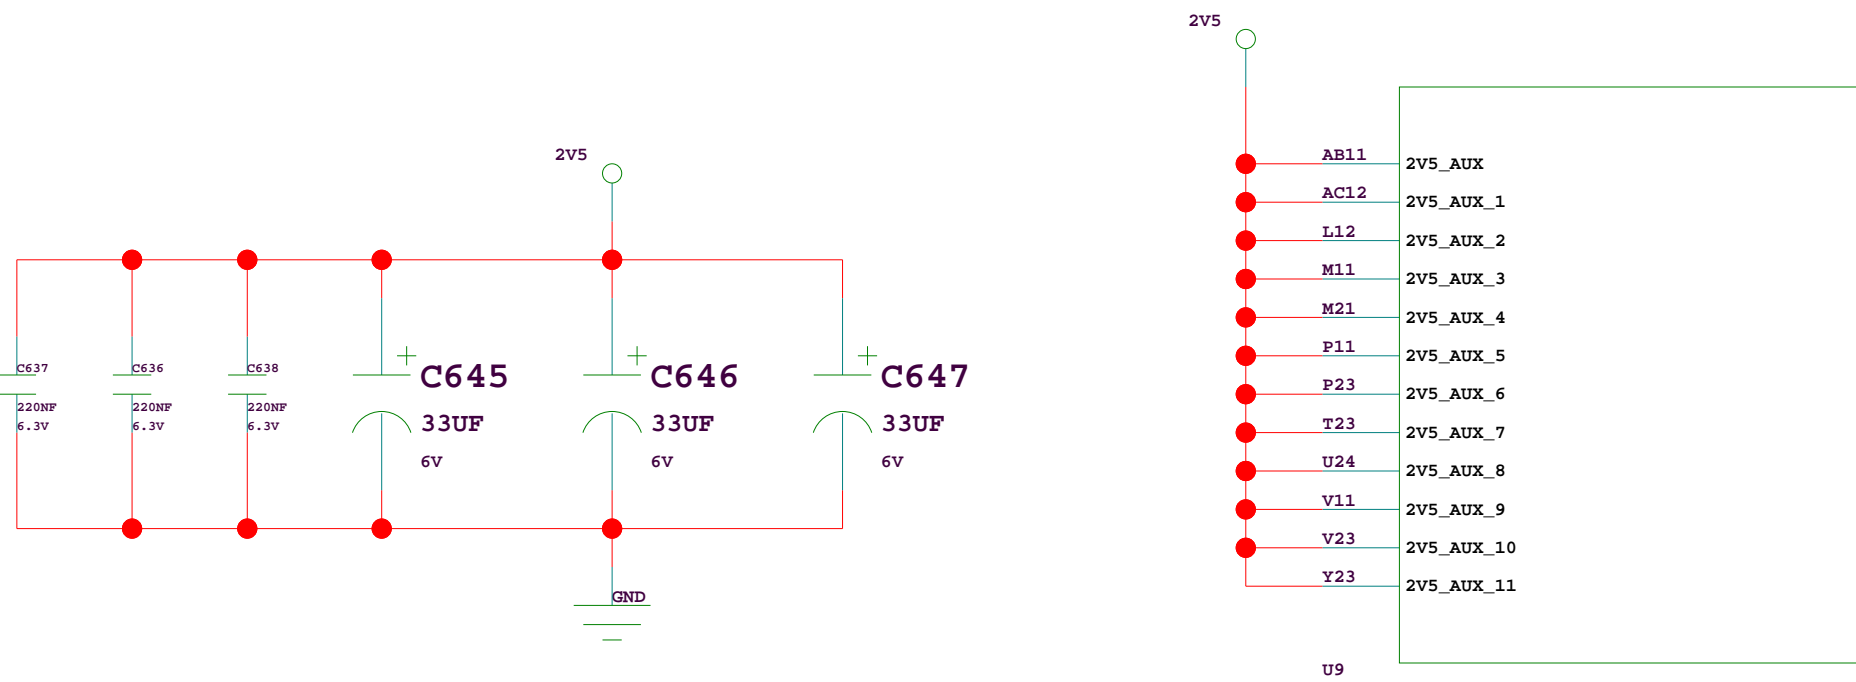 2V5
C637
220NF
6.3V
C636
220NF
6.3V
C638
220NF
6.3V
C645
33UF
6V
C646
33UF
6V
C647
33UF
6V
GND
2V5
AB11 2V5_AUX
AC12 2V5_AUX_1
L12 2V5_AUX_2
M11 2V5_AUX_3
M21 2V5_AUX_4
P11 2V5_AUX_5
P23 2V5_AUX_6
T23 2V5_AUX_7
U24 2V5_AUX_8
V11 2V5_AUX_9
V23 2V5_AUX_10
Y23 2V5_AUX_11
U9